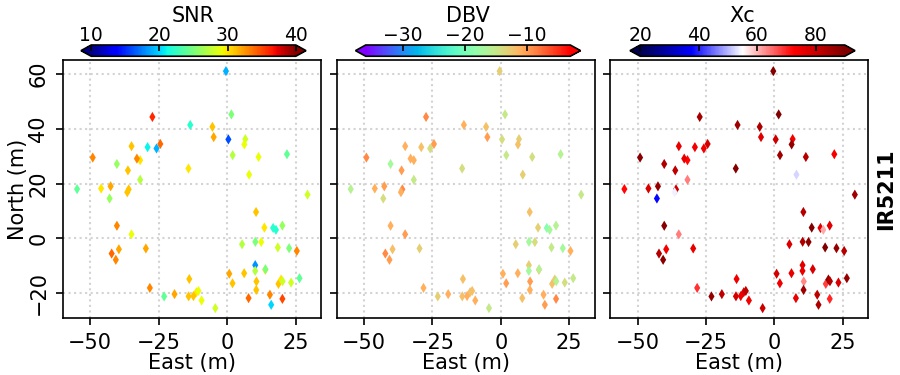 SNR DBV Xc
10 20 30 40 −30 −20 −10 20 40 60 80
60
40
20
0
−20
North (m)
−50 −25 0 25 −50 −25 0 25 −50 −25 0 25
East (m) East (m) East (m)
IR5211